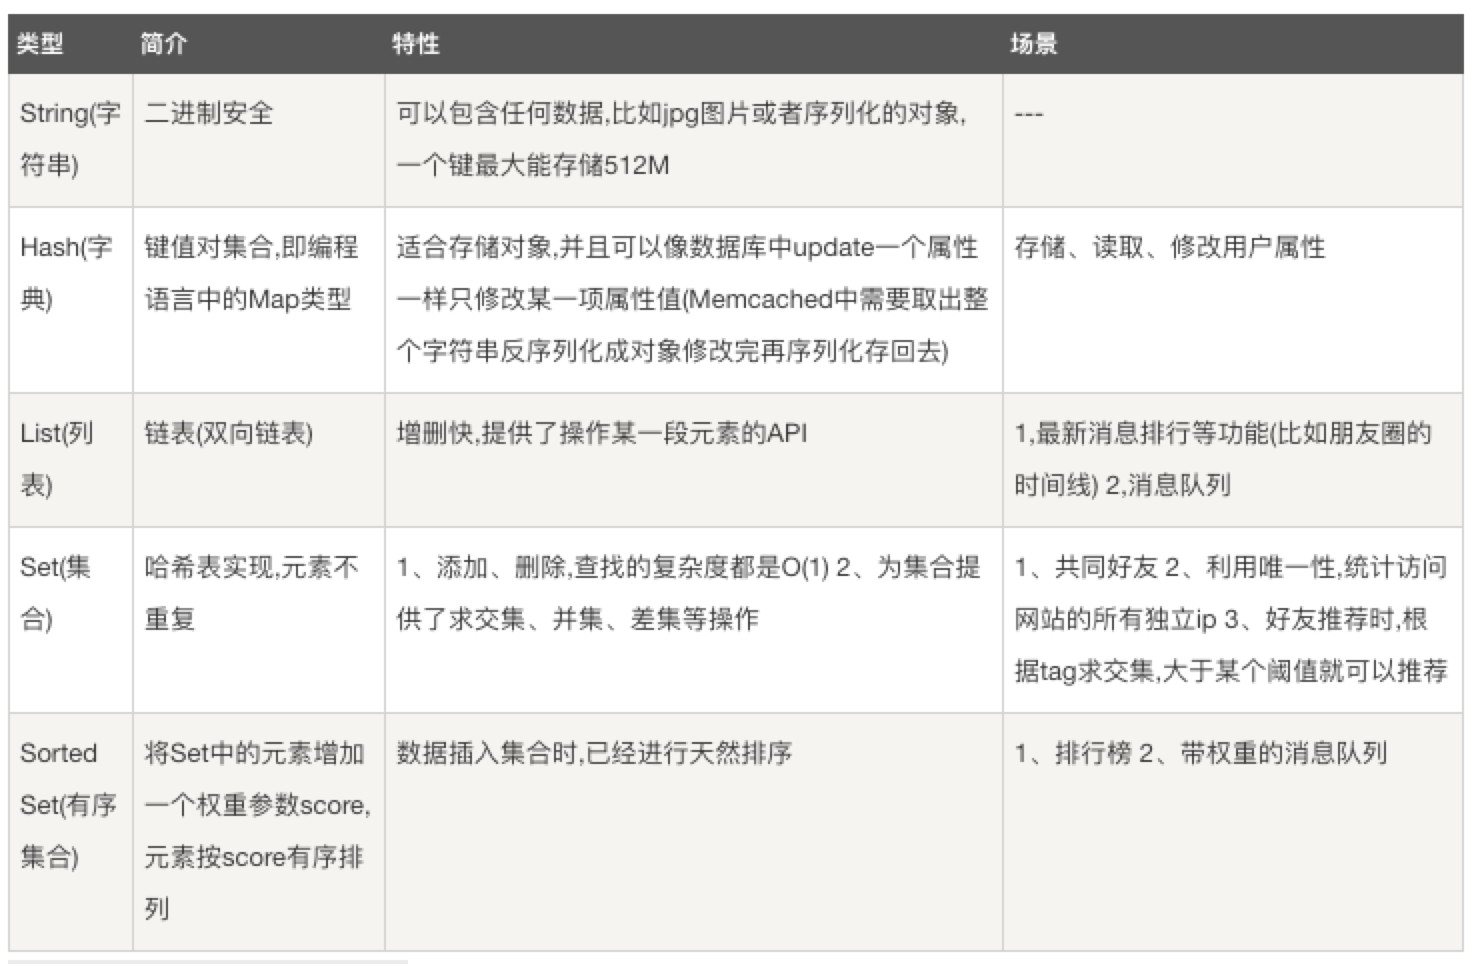 类型 简介 特性 场景
String(字 二进制安全 可以包含任何数据,比如jpg图片或者序列化的对象, ---
符串) 一个键最大能存储512M
Hash(字 键值对集合,即编程 适合存储对象,并且可以像数据库中update一个属性 存储、读取、修改用户属性
典) 语言中的Map类型 一样只修改某一项属性值(Memcached中需要取出整
个字符串反序列化成对象修改完再序列化存回去)
List(列 链表(双向链表) 增删快,提供了操作某一段元素的API 1,最新消息排行等功能(比如朋友圈的
表) 时间线) 2,消息队列
Set(集 哈希表实现,元素不 1、添加、删除,查找的复杂度都是O(1) 2、为集合提 1、共同好友 2、利用唯一性,统计访问
合) 重复 供了求交集、并集、差集等操作 网站的所有独立ip 3、好友推荐时,根
据tag求交集,大于某个阈值就可以推荐
Sorted 将Set中的元素增加 数据插入集合时,已经进行天然排序 1、排行榜 2、带权重的消息队列
Set(有序 一个权重参数score,
集合) 元素按score有序排
列